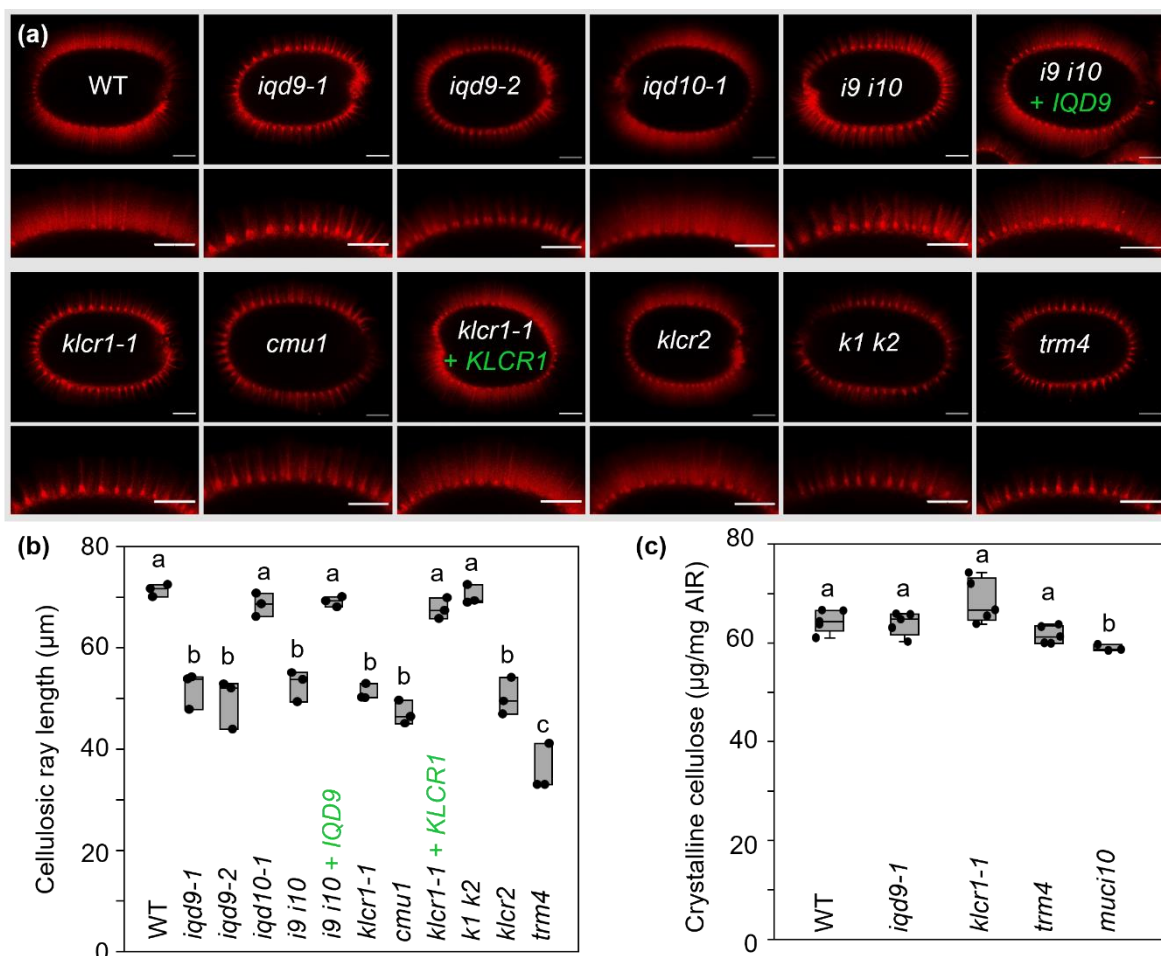 (a)
WT
iqd9-1
iqd9-2
iqd10-1
i9 i10
i9 i10
+ IQD9
klcr1-1
cmu1
klcr1-1
+ KLCR1
klcr2
k1 k2
trm4
(b)
80
60
40
20
0
Cellulosic ray length (µm)
a
b
b
a
b
a
b
b
a
a
b
c
WT
iqd9-1
iqd9-2
iqd10-1
i9 i10
i9 i10 + IQD9
klcr1-1
cmu1
klcr1-1 + KLCR1
k1 k2
klcr2
trm4
(c)
80
60
40
20
0
Crystalline cellulose (µg/mg AIR)
a
a
a
a
b
WT
iqd9-1
klcr1-1
trm4
muci10